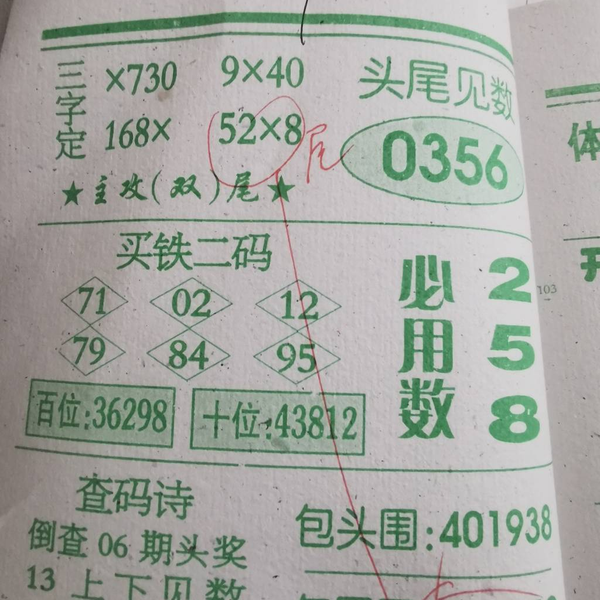 三字定
×730 9×40
168× 52×8 尾
★主攻(双)尾★
头尾见数
0356
买铁二码
71 02 12
79 84 95
百位:36298 十位:43812
必用数
2
5
8
103
查码诗
倒查 06 期头奖
13 上下见数
包头围:401938
体